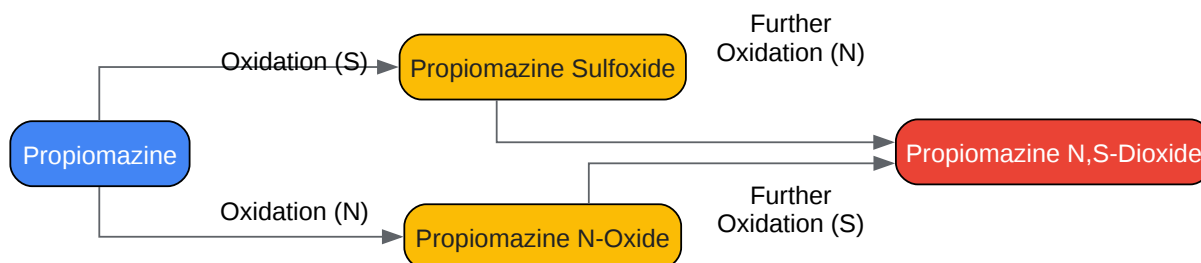 Further
Oxidation (N)
Oxidation (S)
Propiomazine Sulfoxide
Propiomazine
Propiomazine N,S-Dioxide
Oxidation (N)
Propiomazine N-Oxide
Further
Oxidation (S)